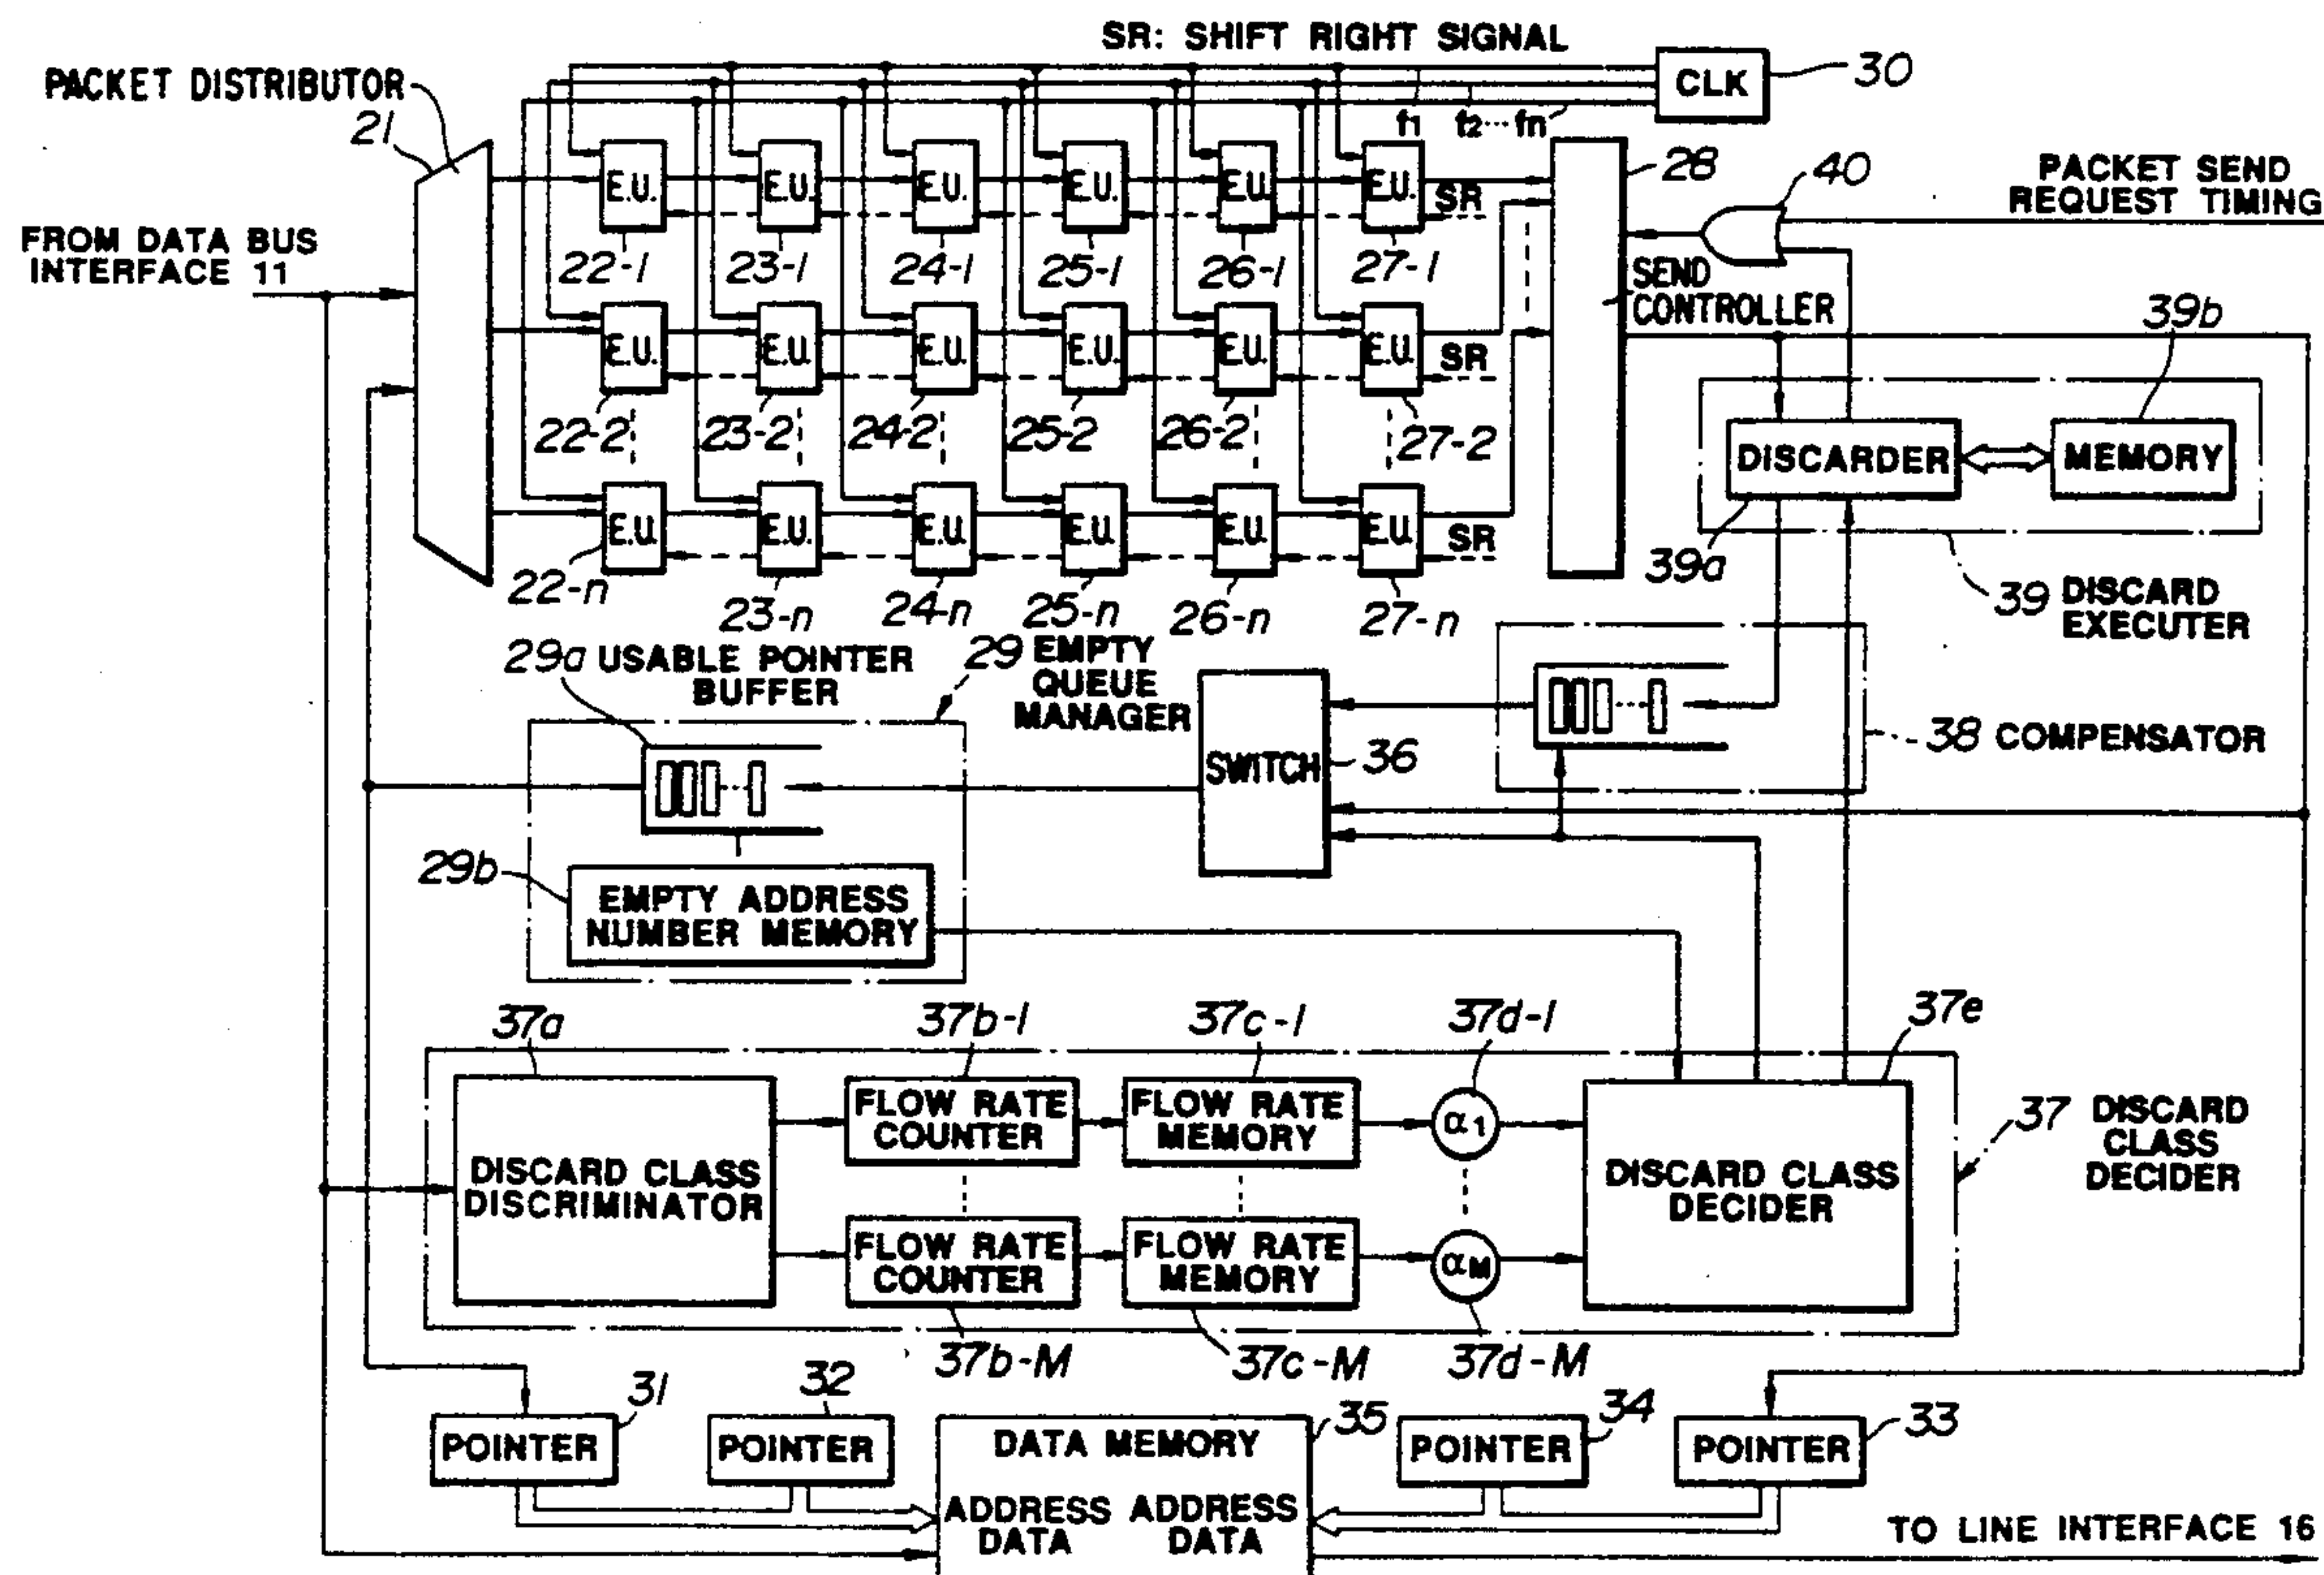 SR: SHIFT RIGHT SIGNAL
PACKET DISTRIBUTOR
21
CLK
30
f1 f2...fn
28
40
PACKET SEND
REQUEST TIMING
FROM DATA BUS
INTERFACE 11
E.U. E.U. E.U. E.U. E.U. E.U.
SR
22-1 23-1 24-1 25-1 26-1 27-1
SEND
CONTROLLER
39b
E.U. E.U. E.U. E.U. E.U. E.U.
SR
22-2 23-2 24-2 25-2 26-2 27-2
DISCARDER
MEMORY
E.U. E.U. E.U. E.U. E.U. E.U.
SR
39a
22-n 23-n 24-n 25-n 26-n 27-n
39 DISCARD
EXECUTER
29a USABLE POINTER
BUFFER
29 EMPTY
QUEUE
MANAGER
SWITCH
36
38 COMPENSATOR
29b
EMPTY ADDRESS
NUMBER MEMORY
37a
37b-1
37c-1
37d-1
37e
DISCARD CLASS
DISCRIMINATOR
FLOW RATE
COUNTER
FLOW RATE
MEMORY
α1
DISCARD CLASS
DECIDER
37 DISCARD
CLASS
DECIDER
FLOW RATE
COUNTER
FLOW RATE
MEMORY
αM
37b-M
37c-M
37d-M
31
32
35
34
33
POINTER
POINTER
DATA MEMORY
POINTER
POINTER
ADDRESS ADDRESS
DATA DATA
TO LINE INTERFACE 16